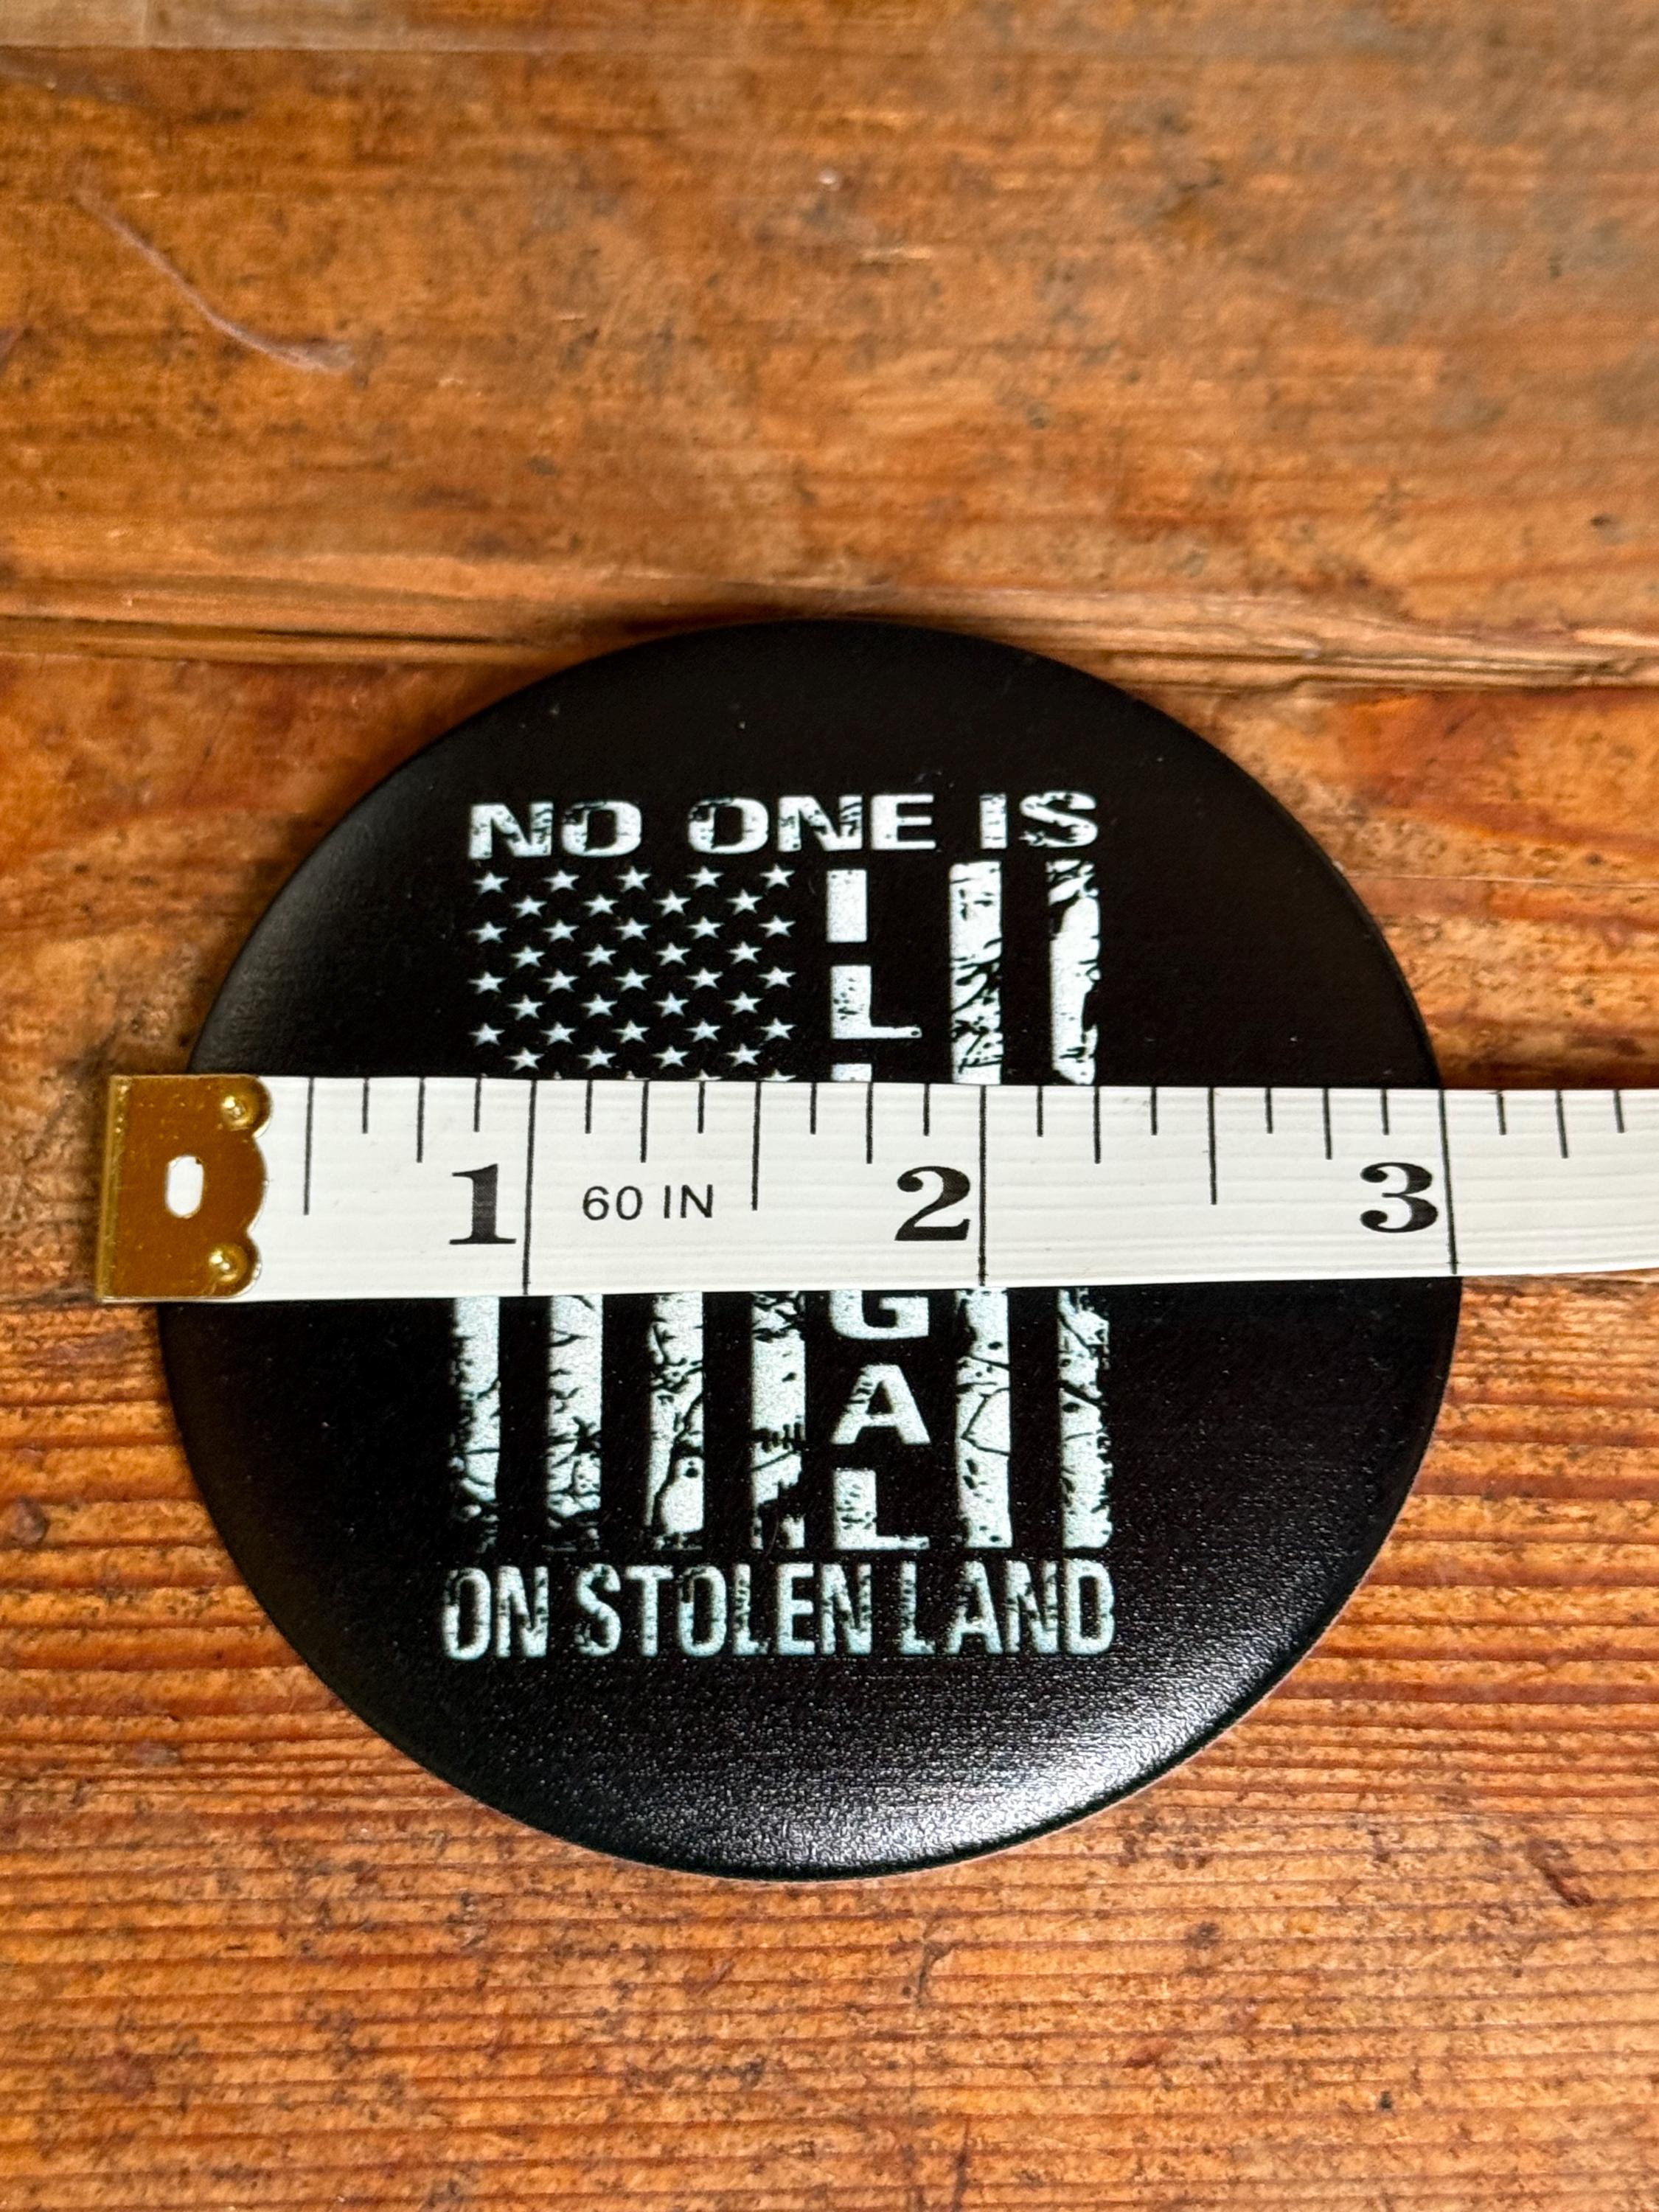 NO ONE IS
I
L
1 60 IN 2 3
G
A
L
ON STOLEN LAND